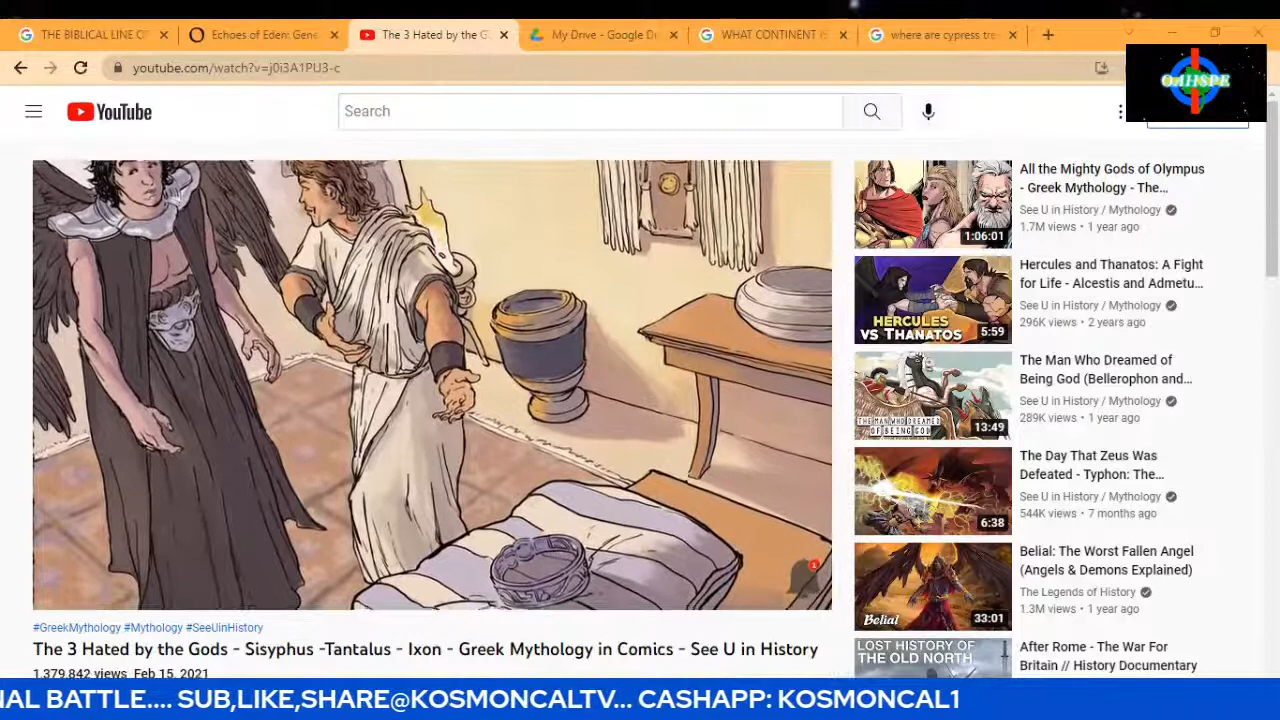 THE BIBLICAL LINE OF
Echoes of Eden: Gene
The 3 Hated by the G
My Drive - Google Dr
WHAT CONTINENT IS
where are cypress tre
youtube.com/watch?v=j0i3A1PU3-c
OAHSPE
YouTube
Search
All the Mighty Gods of Olympus
- Greek Mythology - The...
See U in History / Mythology
1.7M views • 1 year ago
1:06:01
Hercules and Thanatos: A Fight
for Life - Alcestis and Admetu...
See U in History / Mythology
296K views • 2 years ago
HERCULES
VS THANATOS
5:59
The Man Who Dreamed of
Being God (Bellerophon and...
See U in History / Mythology
289K views • 1 year ago
THE MAN WHO DREAMED
OF BEING GOD
13:49
The Day That Zeus Was
Defeated - Typhon: The...
See U in History / Mythology
544K views • 7 months ago
6:38
Belial: The Worst Fallen Angel
(Angels & Demons Explained)
The Legends of History
1.3M views • 1 year ago
Belial
33:01
After Rome - The War For
Britain // History Documentary
LOST HISTORY OF
THE OLD NORTH
1
#GreekMythology #Mythology #SeeUinHistory
The 3 Hated by the Gods - Sisyphus -Tantalus - Ixon - Greek Mythology in Comics - See U in History
1,379,842 views Feb 15, 2021
NAL BATTLE.... SUB,LIKE,SHARE@KOSMONCALTV... CASHAPP: KOSMONCAL1